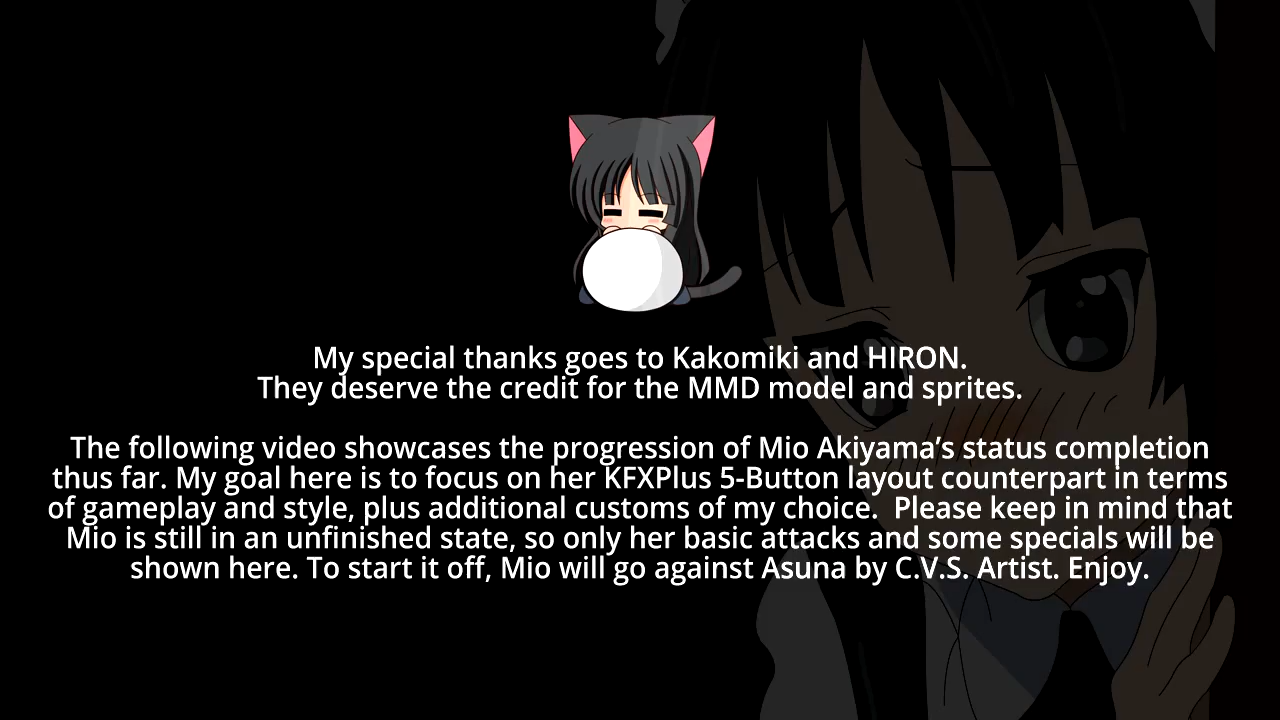 My special thanks goes to Kakomiki and HIRON.
They deserve the credit for the MMD model and sprites.
The following video showcases the progression of Mio Akiyama’s status completion
thus far. My goal here is to focus on her KFXPlus 5-Button layout counterpart in terms
of gameplay and style, plus additional customs of my choice.  Please keep in mind that
Mio is still in an unfinished state, so only her basic attacks and some specials will be
shown here. To start it off, Mio will go against Asuna by C.V.S. Artist. Enjoy.